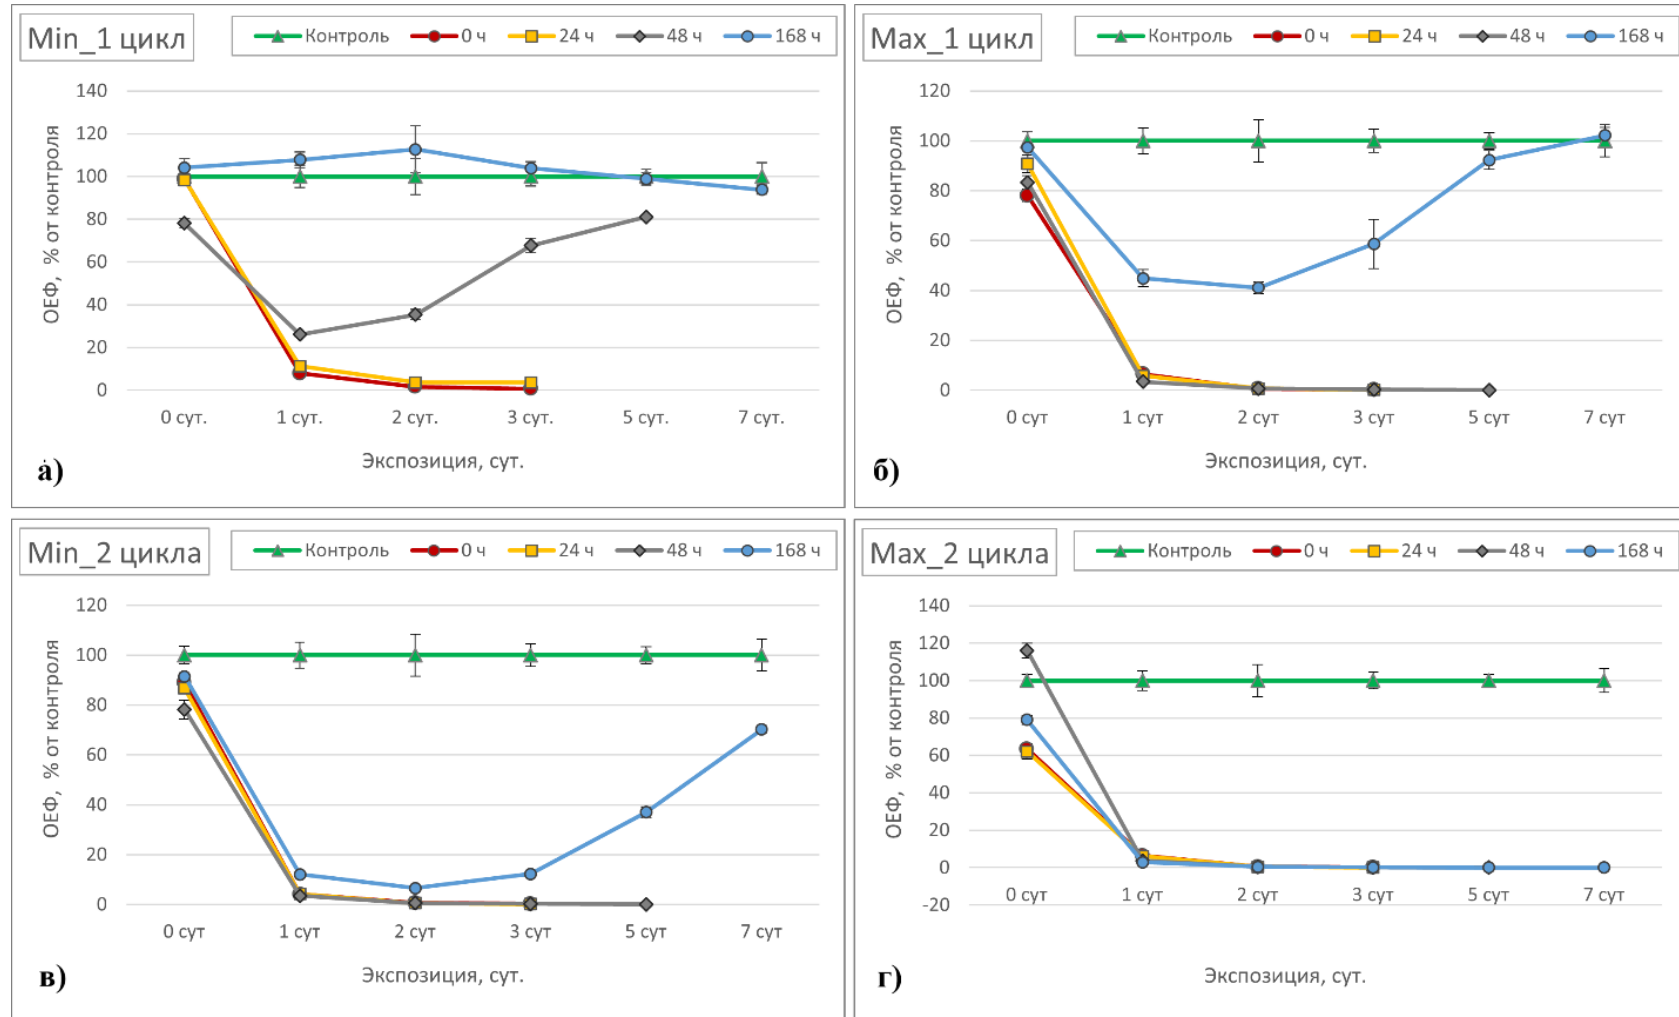 Min_1 цикл
Контроль 0 ч 24 ч 48 ч 168 ч
140
120
100
80
60
40
20
0
ОЕФ, % от контроля
0 сут. 1 сут. 2 сут. 3 сут. 5 сут. 7 сут.
Экспозиция, сут.
а)
Max_1 цикл
Контроль 0 ч 24 ч 48 ч 168 ч
120
100
80
60
40
20
0
ОЕФ, % от контроля
0 сут 1 сут 2 сут 3 сут 5 сут 7 сут
Экспозиция, сут.
б)
Min_2 цикла
Контроль 0 ч 24 ч 48 ч 168 ч
120
100
80
60
40
20
0
ОЕФ, % от контроля
0 сут 1 сут 2 сут 3 сут 5 сут 7 сут
Экспозиция, сут.
в)
Max_2 цикла
Контроль 0 ч 24 ч 48 ч 168 ч
140
120
100
80
60
40
20
0
-20
ОЕФ, % от контроля
0 сут 1 сут 2 сут 3 сут 5 сут 7 сут
Экспозиция, сут.
г)